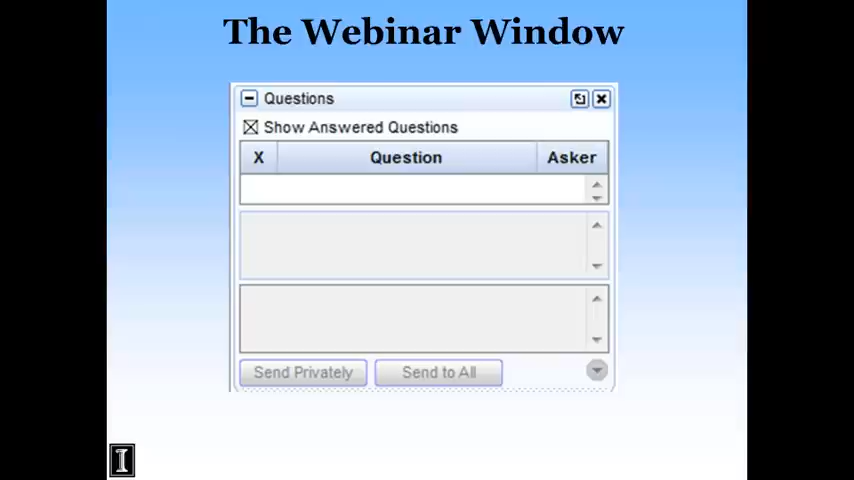 The Webinar Window
Questions
Show Answered Questions
X Question Asker
Send Privately Send to All
I